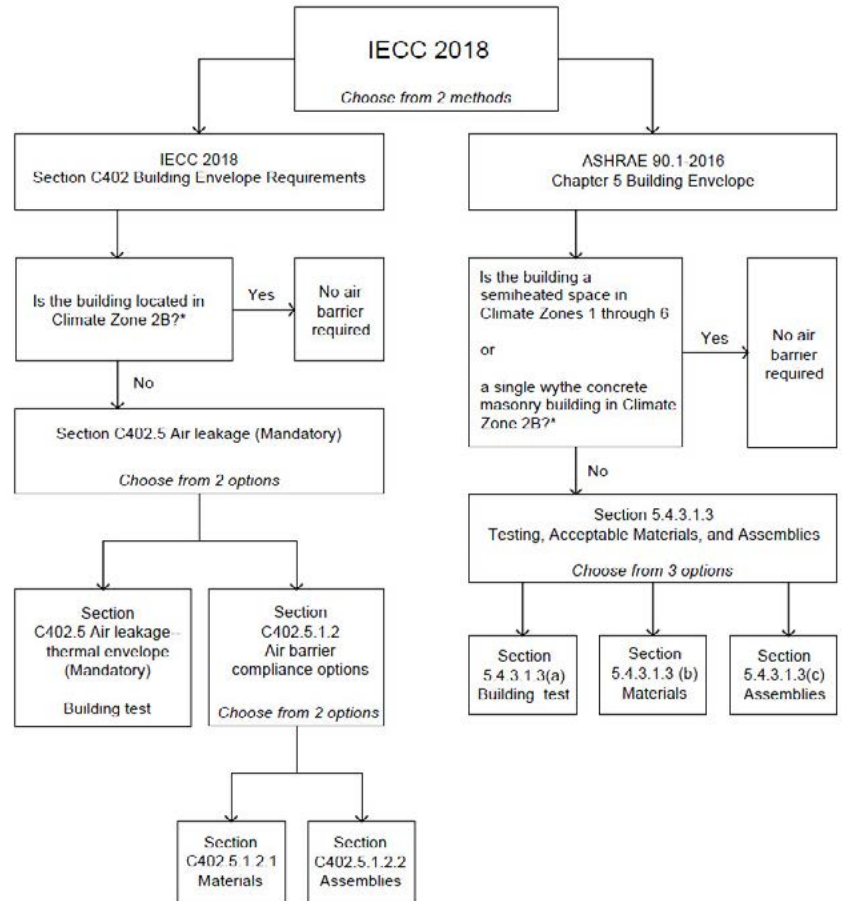 IECC 2018
Choose from 2 methods
IECC 2018
Section C402 Building Envelope Requirements
Is the building located in
Climate Zone 2B?*
Yes
No air
barrier
required
No
Section C402.5 Air leakage (Mandatory)
Choose from 2 options
Section
C402.5 Air leakage--
thermal envelope
(Mandatory)
Building test
Section
C402.5.1.2
Air barrier
compliance options
Choose from 2 options
Section
C402.5.1.2.1
Materials
Section
C402.5.1.2.2
Assemblies
ASHRAE 90.1-2016
Chapter 5 Building Envelope
Is the building a
semiheated space in
Climate Zones 1 through 6
or
a single wythe concrete
masonry building in Climate
Zone 2B?*
Yes
No air
barrier
required
No
Section 5.4.3.1.3
Testing, Acceptable Materials, and Assemblies
Choose from 3 options
Section
5.4.3.1.3(a)
Building test
Section
5.4.3.1.3 (b)
Materials
Section
5.4.3.1.3(c)
Assemblies